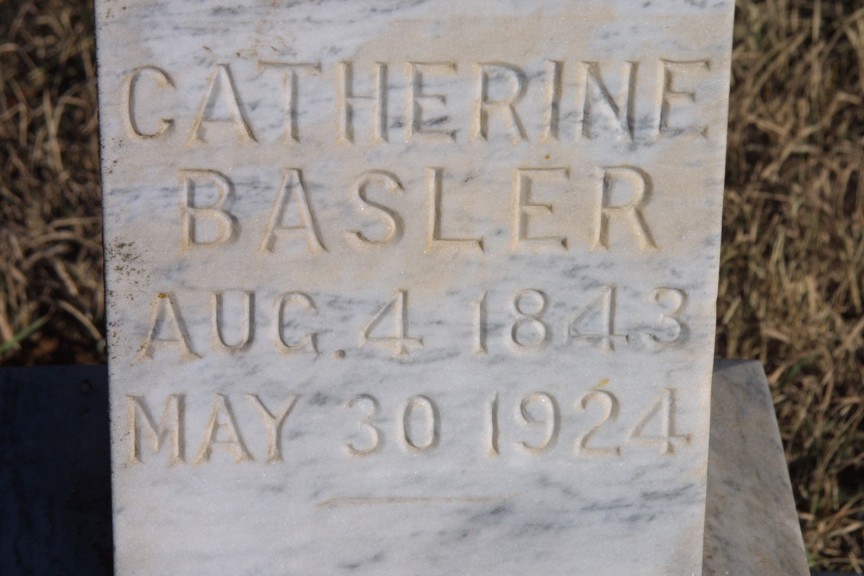 CATHERINE
BASLER
AUG. 4 1843
MAY 30 1924